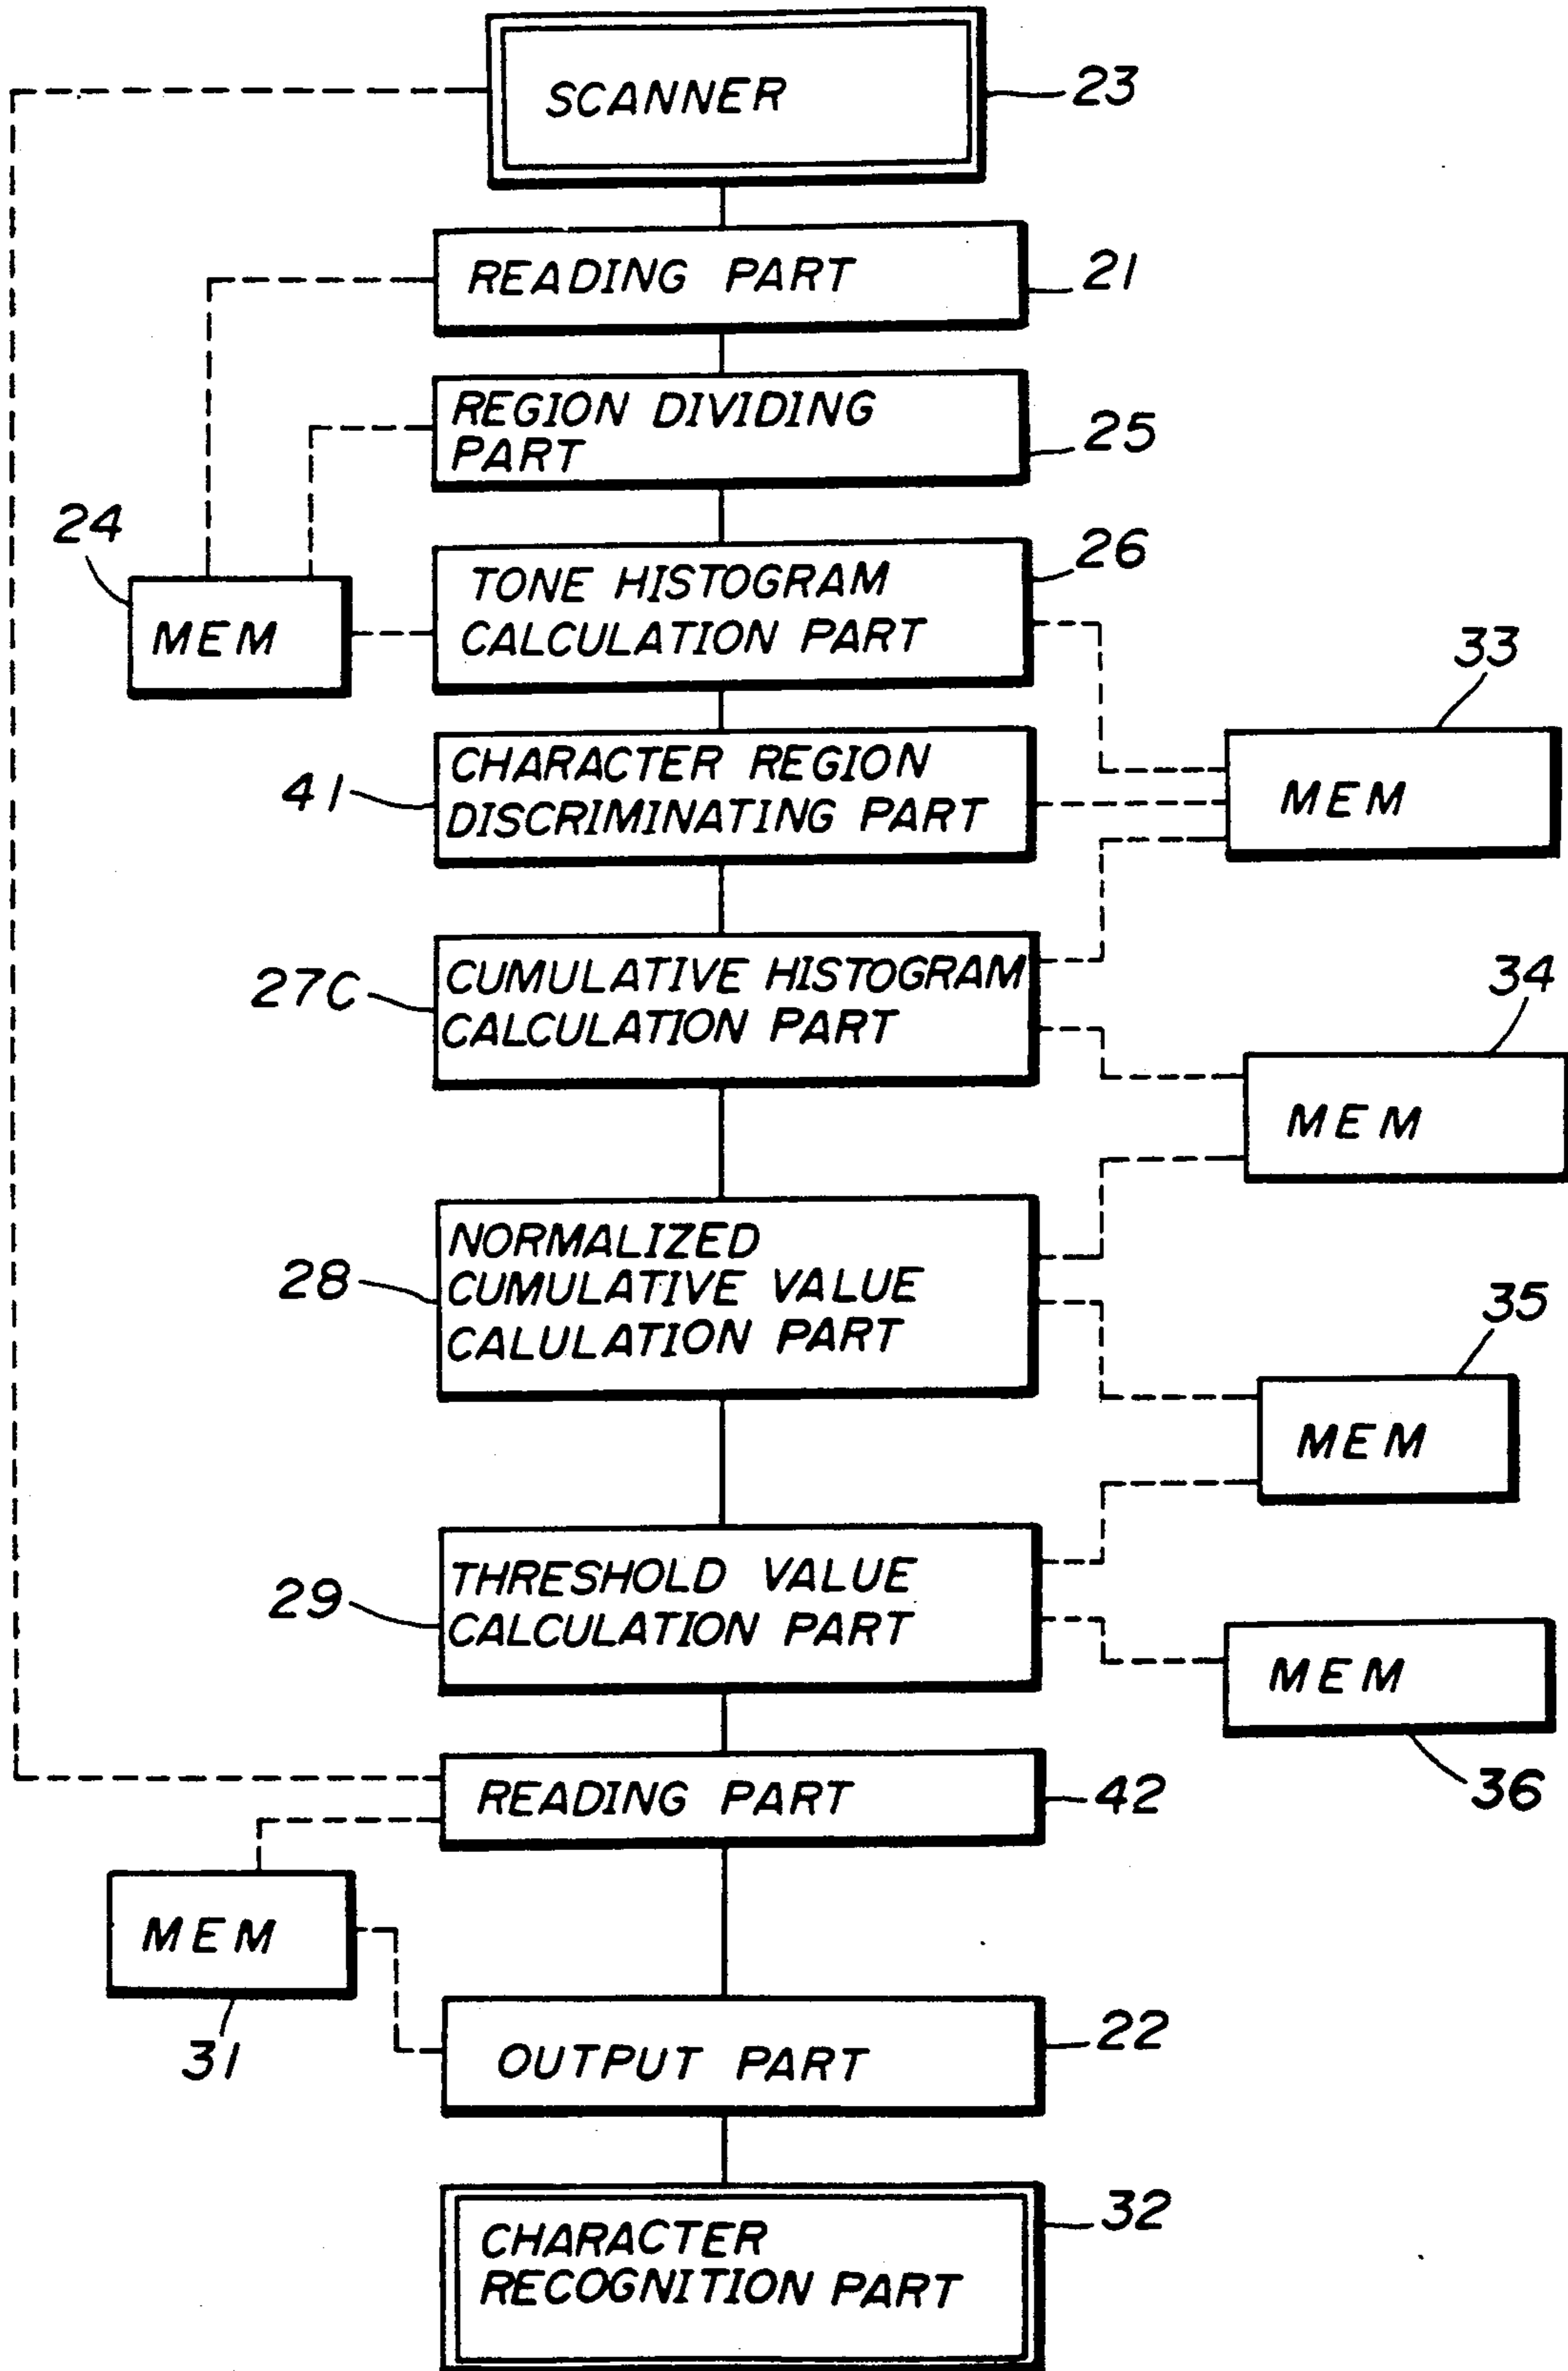 SCANNER
23
READING PART
21
REGION DIVIDING
PART
25
24
MEM
TONE HISTOGRAM
CALCULATION PART
26
33
MEM
41
CHARACTER REGION
DISCRIMINATING PART
27C
CUMULATIVE HISTOGRAM
CALCULATION PART
34
MEM
28
NORMALIZED
CUMULATIVE VALUE
CALULATION PART
35
MEM
29
THRESHOLD VALUE
CALCULATION PART
MEM
36
READING PART
42
MEM
31
OUTPUT PART
22
CHARACTER
RECOGNITION PART
32